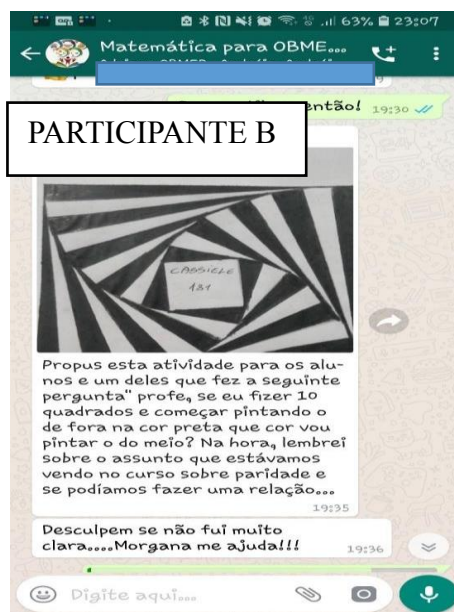 63% 23:07
Matemática para OBME...
então! 19:30
PARTICIPANTE B
CASSIELE
181
Propus esta atividade para os alu-
nos e um deles que fez a seguinte
pergunta" profe, se eu fizer 10
quadrados e começar pintando o
de fora na cor preta que cor vou
pintar o do meio? Na hora, lembrei
sobre o assunto que estávamos
vendo no curso sobre paridade e
se podíamos fazer uma relação...
19:35
Desculpem se não fui muito
clara....Morgana me ajuda!!! 19:36
Digite aqui...